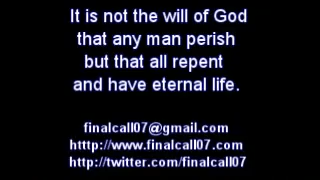 It is not the will of God
that any man perish
but that all repent
and have eternal life.
finalcall07@gmail.com
htttp://www.finalcall07.com
http://twitter.com/finalcall07